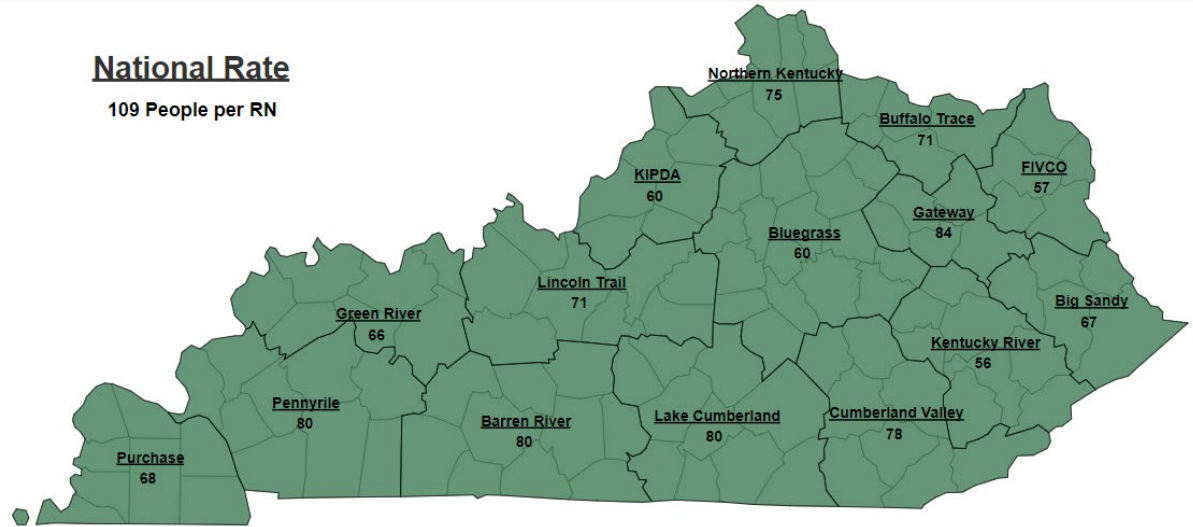 National Rate
109 People per RN
Northern Kentucky
75
Buffalo Trace
71
FIVCO
57
KIPDA
60
Gateway
84
Bluegrass
60
Lincoln Trail
71
Big Sandy
67
Green River
66
Kentucky River
56
Pennyrile
80
Barren River
80
Lake Cumberland
80
Cumberland Valley
78
Purchase
68